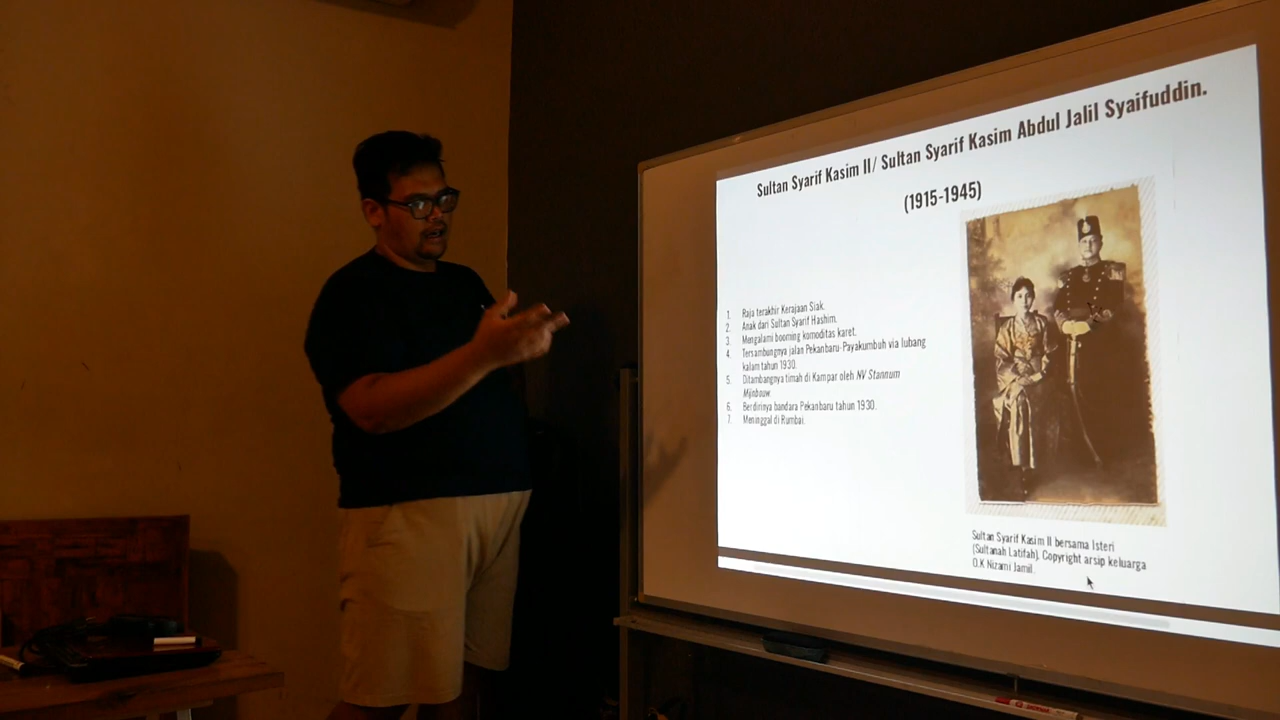 Sultan Syarif Kasim II/ Sultan Syarif Kasim Abdul Jalil Syaifuddin.
(1915-1945)
1. Raja terakhir Kerajaan Siak.
2. Anak dari Sultan Syarif Hashim.
3. Mengalami booming komoditas karet.
4. Tersambungnya jalan Pekanbaru-Payakumbuh via lubang
kalam tahun 1930.
5. Ditambangnya timah di Kampar oleh NV Stannum
Mijnbouw.
6. Berdirinya bandara Pekanbaru tahun 1930.
7. Meninggal di Rumbai.
Sultan Syarif Kasim II bersama Isteri
(Sultanah Latifah). Copyright arsip keluarga
O.K Nizami Jamil.